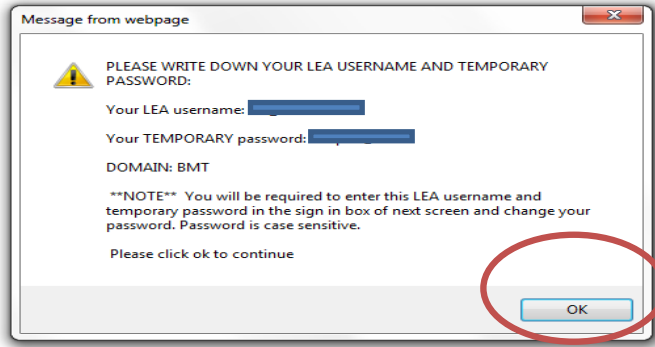 Message from webpage
PLEASE WRITE DOWN YOUR LEA USERNAME AND TEMPORARY
PASSWORD:
Your LEA username:
Your TEMPORARY password:
DOMAIN: BMT
**NOTE** You will be required to enter this LEA username and
temporary password in the sign in box of next screen and change your
password. Password is case sensitive.
Please click ok to continue
OK